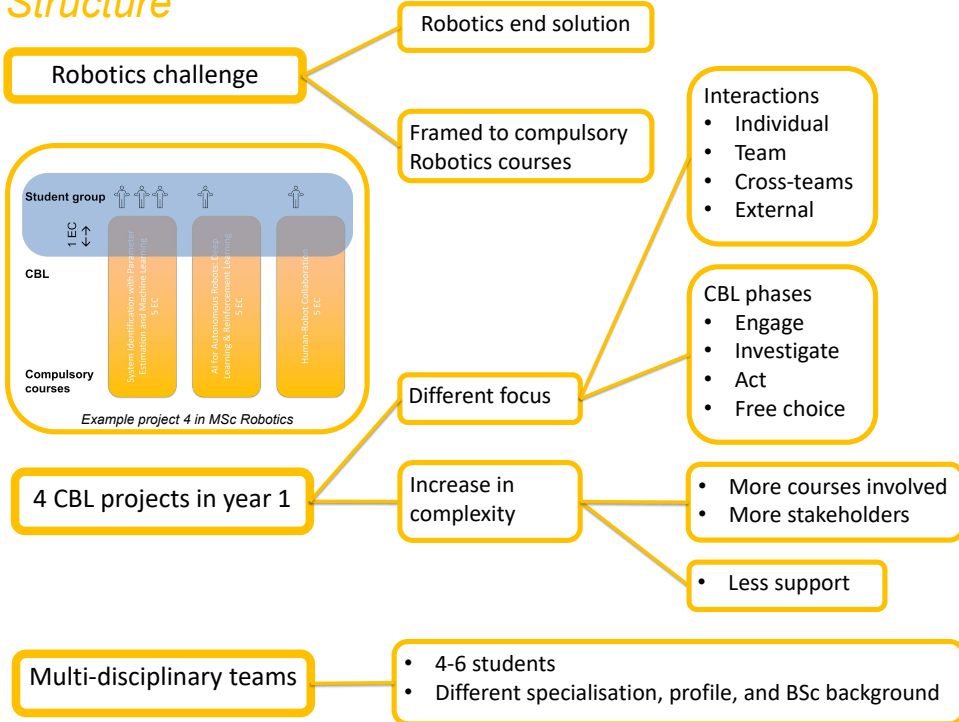 Structure
Robotics challenge
Robotics end solution
Framed to compulsory
Robotics courses
Student group
1 EC
CBL
Compulsory
courses
System Identification with Parameter
Estimation and Machine Learning
5 EC
AI for Autonomous Robots: Deep
Learning & Reinforcement Learning
5 EC
Human-Robot Collaboration
5 EC
Example project 4 in MSc Robotics
4 CBL projects in year 1
Different focus
Interactions
• Individual
• Team
• Cross-teams
• External
CBL phases
• Engage
• Investigate
• Act
• Free choice
Increase in
complexity
• More courses involved
• More stakeholders
• Less support
Multi-disciplinary teams
• 4-6 students
• Different specialisation, profile, and BSc background